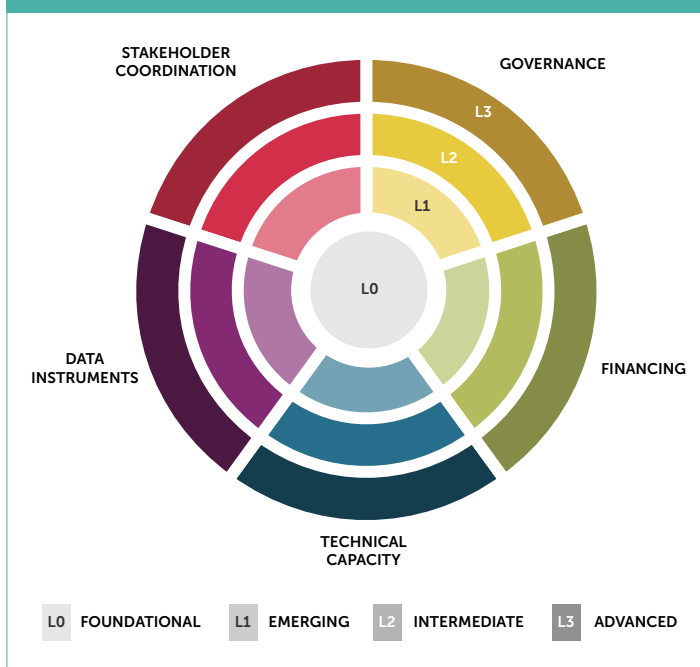 STAKEHOLDER
COORDINATION
GOVERNANCE
L3
L2
L1
L0
DATA
INSTRUMENTS
FINANCING
TECHNICAL
CAPACITY
L0 FOUNDATIONAL L1 EMERGING L2 INTERMEDIATE L3 ADVANCED